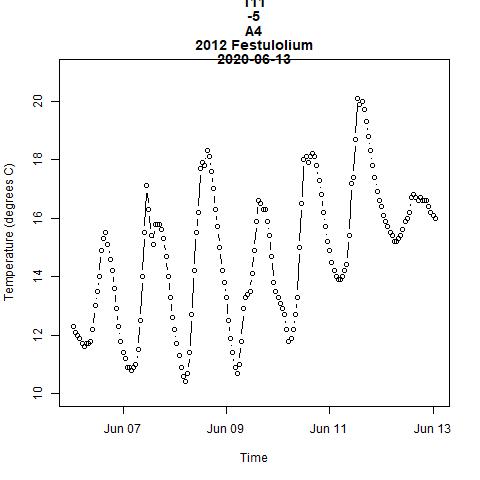 T11
-5
A4
2012 Festulolium
2020-06-13
Temperature (degrees C)
20
18
16
14
12
10
Jun 07
Jun 09
Jun 11
Jun 13
Time